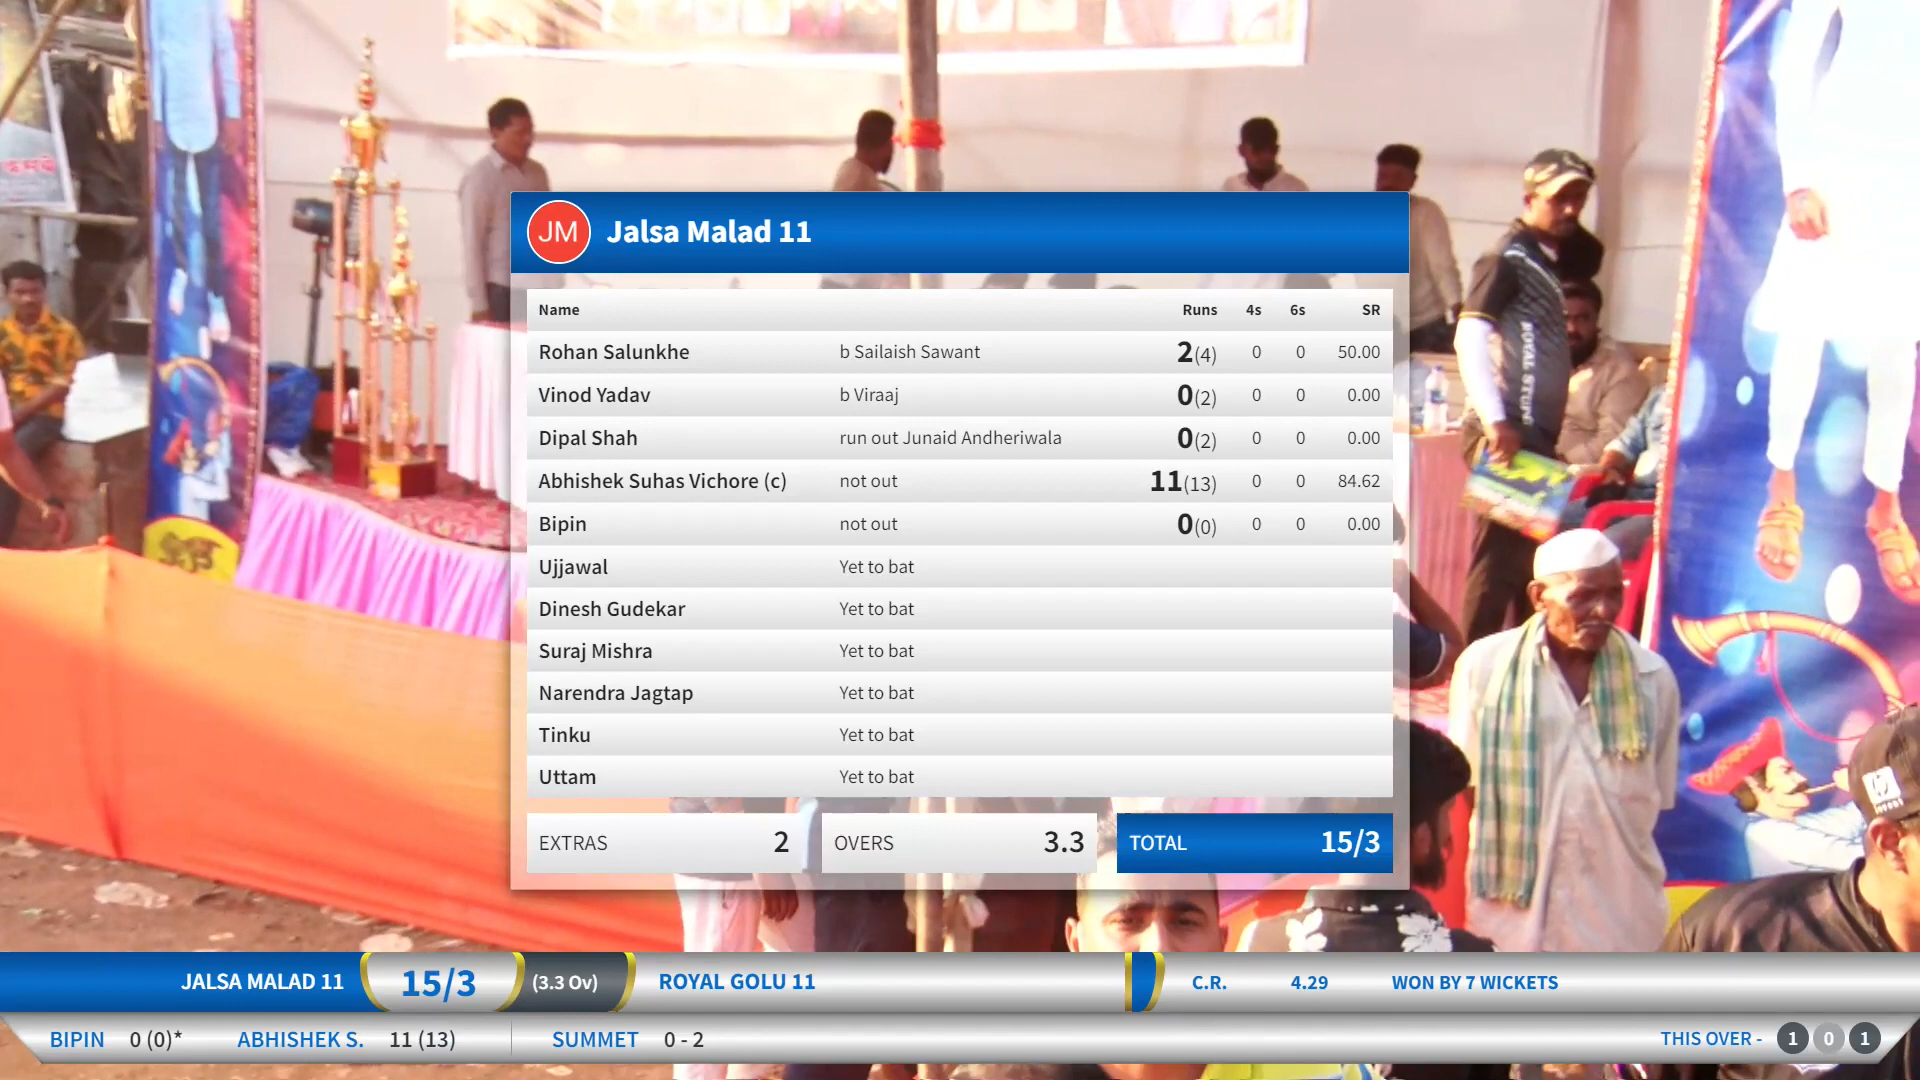 JM Jalsa Malad 11
Name Runs 4s 6s SR
Rohan Salunkhe b Sailaish Sawant 2(4) 0 0 50.00
Vinod Yadav b Viraaj 0(2) 0 0 0.00
Dipal Shah run out Junaid Andheriwala 0(2) 0 0 0.00
Abhishek Suhas Vichore (c) not out 11(13) 0 0 84.62
Bipin not out 0(0) 0 0 0.00
Ujjawal Yet to bat
Dinesh Gudekar Yet to bat
Suraj Mishra Yet to bat
Narendra Jagtap Yet to bat
Tinku Yet to bat
Uttam Yet to bat
EXTRAS 2 OVERS 3.3 TOTAL 15/3
JALSA MALAD 11 15/3 (3.3 Ov) ROYAL GOLU 11 C.R. 4.29 WON BY 7 WICKETS
BIPIN 0 (0)* ABHISHEK S. 11 (13) SUMMET 0 - 2 THIS OVER - 1 0 1
ROYAL STUFF
hp